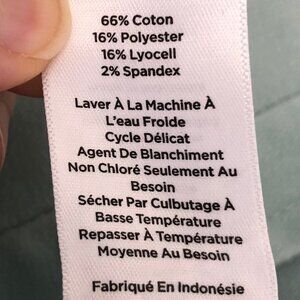 66% Coton
16% Polyester
16% Lyocell
2% Spandex
Laver À La Machine À
L'eau Froide
Cycle Délicat
Agent De Blanchiment
Non Chloré Seulement Au
Besoin
Sécher Par Culbutage À
Basse Température
Repasser À Température
Moyenne Au Besoin
Fabriqué En Indonésie